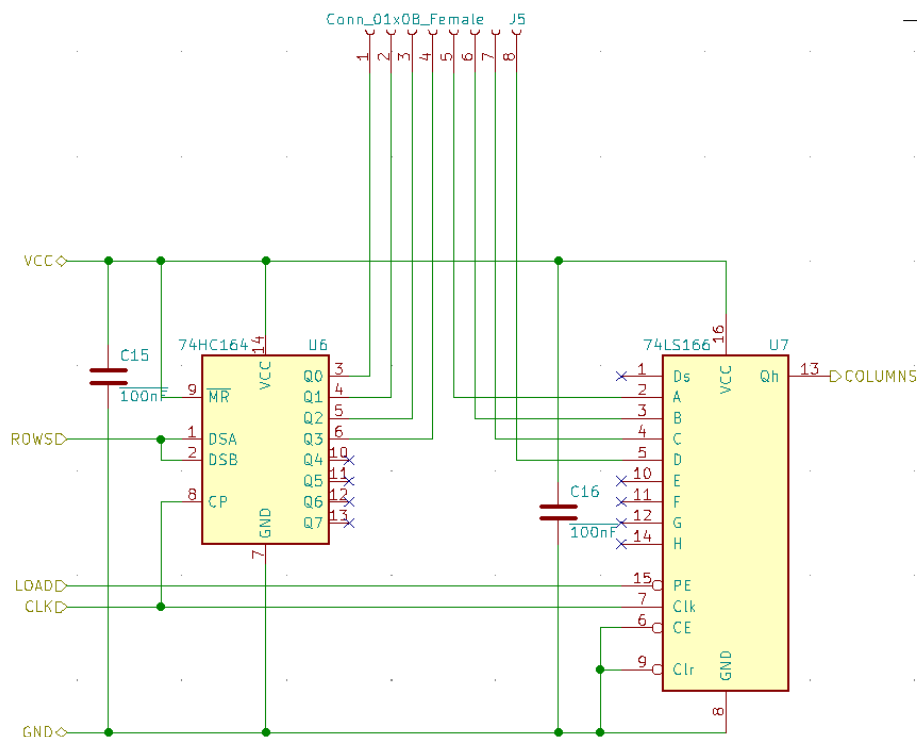 Conn_01x08_Female J5
1 2 3 4 5 6 7 8
VCC
74HC164 U6
74LS166 U7
C15
100nF
14
VCC
16
VCC
9 MR Q0 3
Q1 4
1 DSA Q2 5
2 DSB Q3 6
Q4 10
Q5 11
8 CP Q6 12
Q7 13
GND
7
ROWS
C16
100nF
1 Ds Qh 13 COLUMNS
2 A
3 B
4 C
5 D
10 E
11 F
12 G
14 H
LOAD 15 PE
CLK 7 Clk
6 CE
9 Clr
GND
8
GND